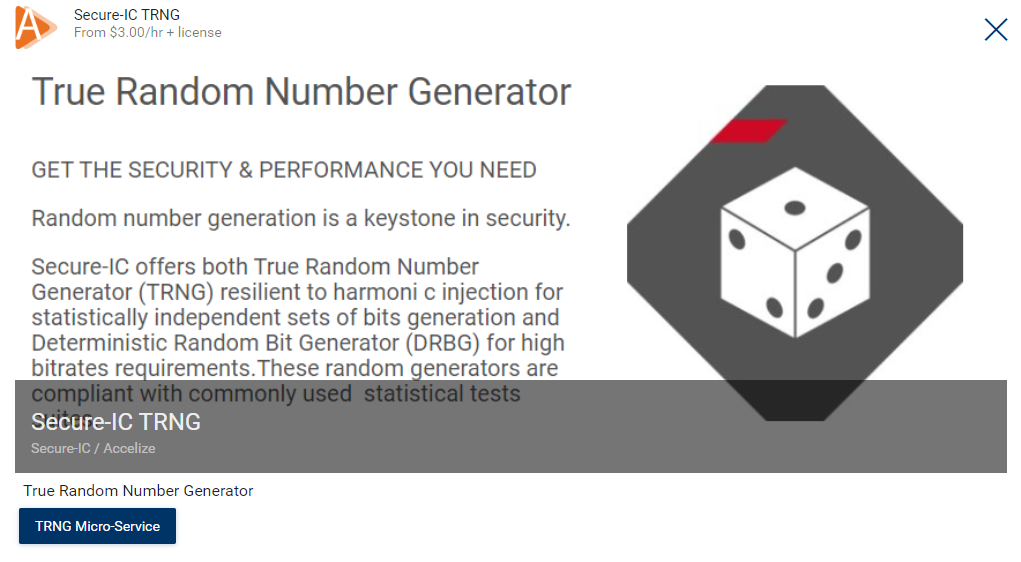 Secure-IC TRNG
From $3.00/hr + license
True Random Number Generator
GET THE SECURITY & PERFORMANCE YOU NEED
Random number generation is a keystone in security.
Secure-IC offers both True Random Number
Generator (TRNG) resilient to harmoni c injection for
statistically independent sets of bits generation and
Deterministic Random Bit Generator (DRBG) for high
bitrates requirements.These random generators are
compliant with commonly used statistical tests
Secure-IC TRNG
Secure-IC / Accelize
True Random Number Generator
TRNG Micro-Service